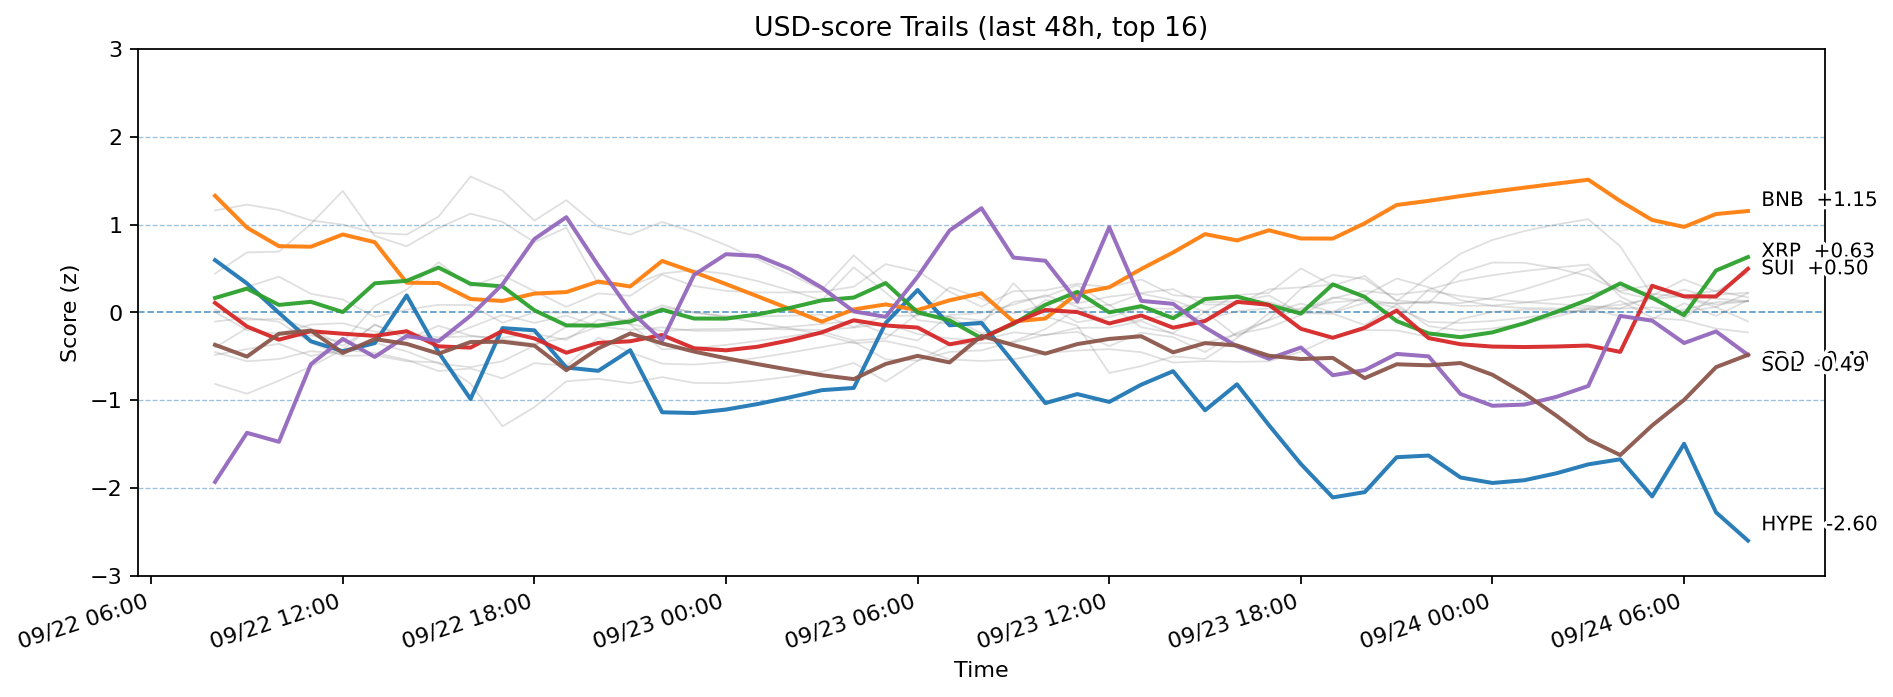 USD-score Trails (last 48h, top 16)
3
2
1
0
−1
−2
−3
Score (z)
BNB +1.15
XRP +0.63
SUI +0.50
SOL -0.49
HYPE -2.60
09/22 06:00
09/22 12:00
09/22 18:00
09/23 00:00
09/23 06:00
09/23 12:00
09/23 18:00
09/24 00:00
09/24 06:00
Time